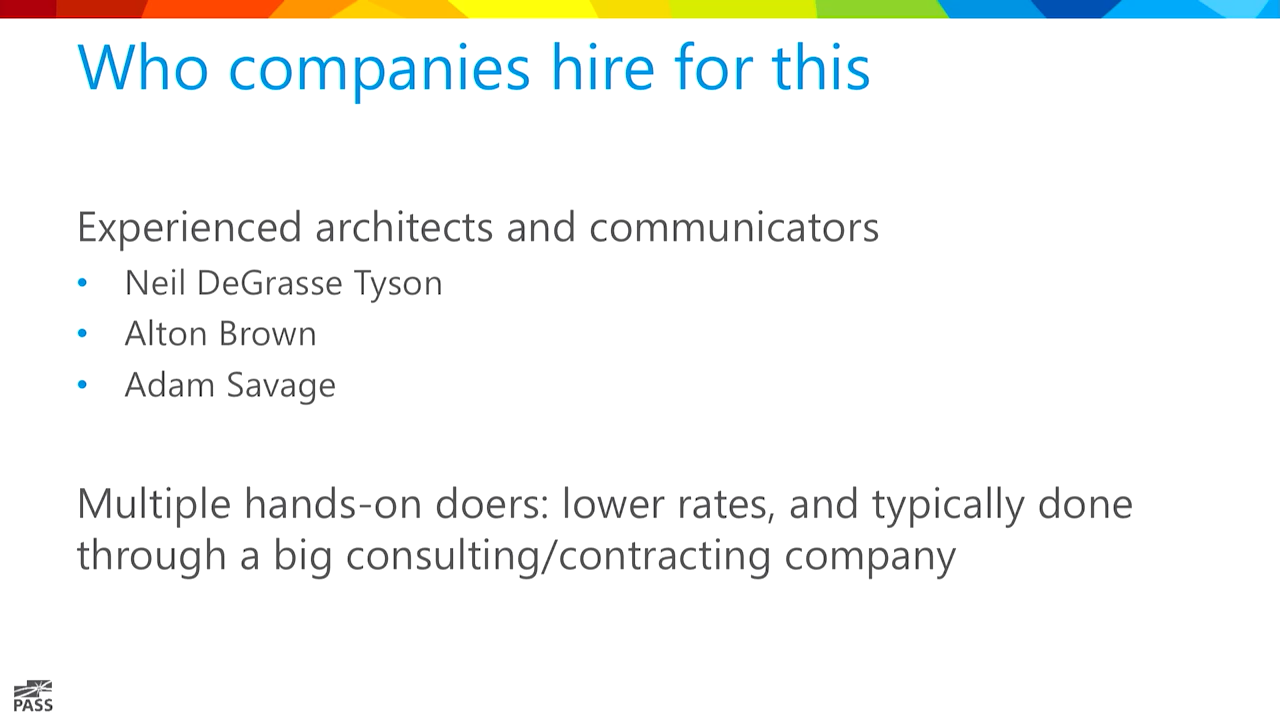 Who companies hire for this
Experienced architects and communicators
• Neil DeGrasse Tyson
• Alton Brown
• Adam Savage
Multiple hands-on doers: lower rates, and typically done
through a big consulting/contracting company
PASS